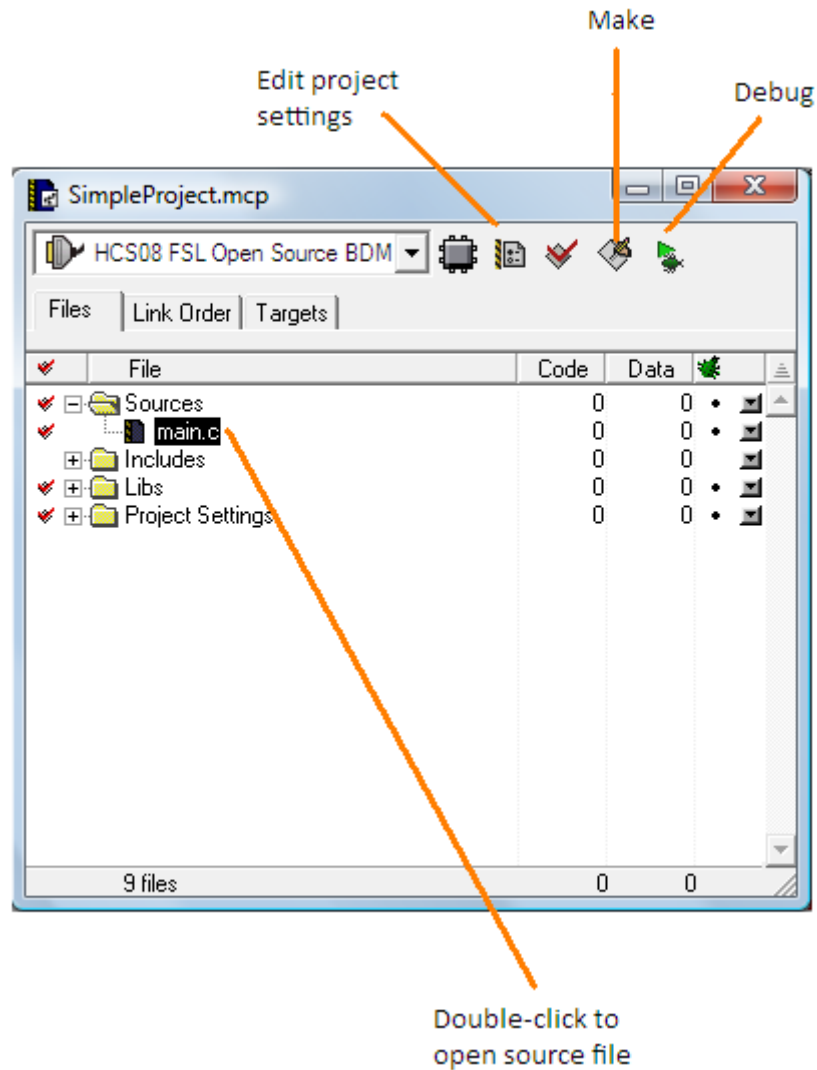 Make
Edit project
settings
Debug
SimpleProject.mcp
HCS08 FSL Open Source BDM
Files Link Order Targets
File Code Data
Sources 0 0
main.c 0 0
Includes 0 0
Libs 0 0
Project Settings 0 0
9 files 0 0
Double-click to
open source file